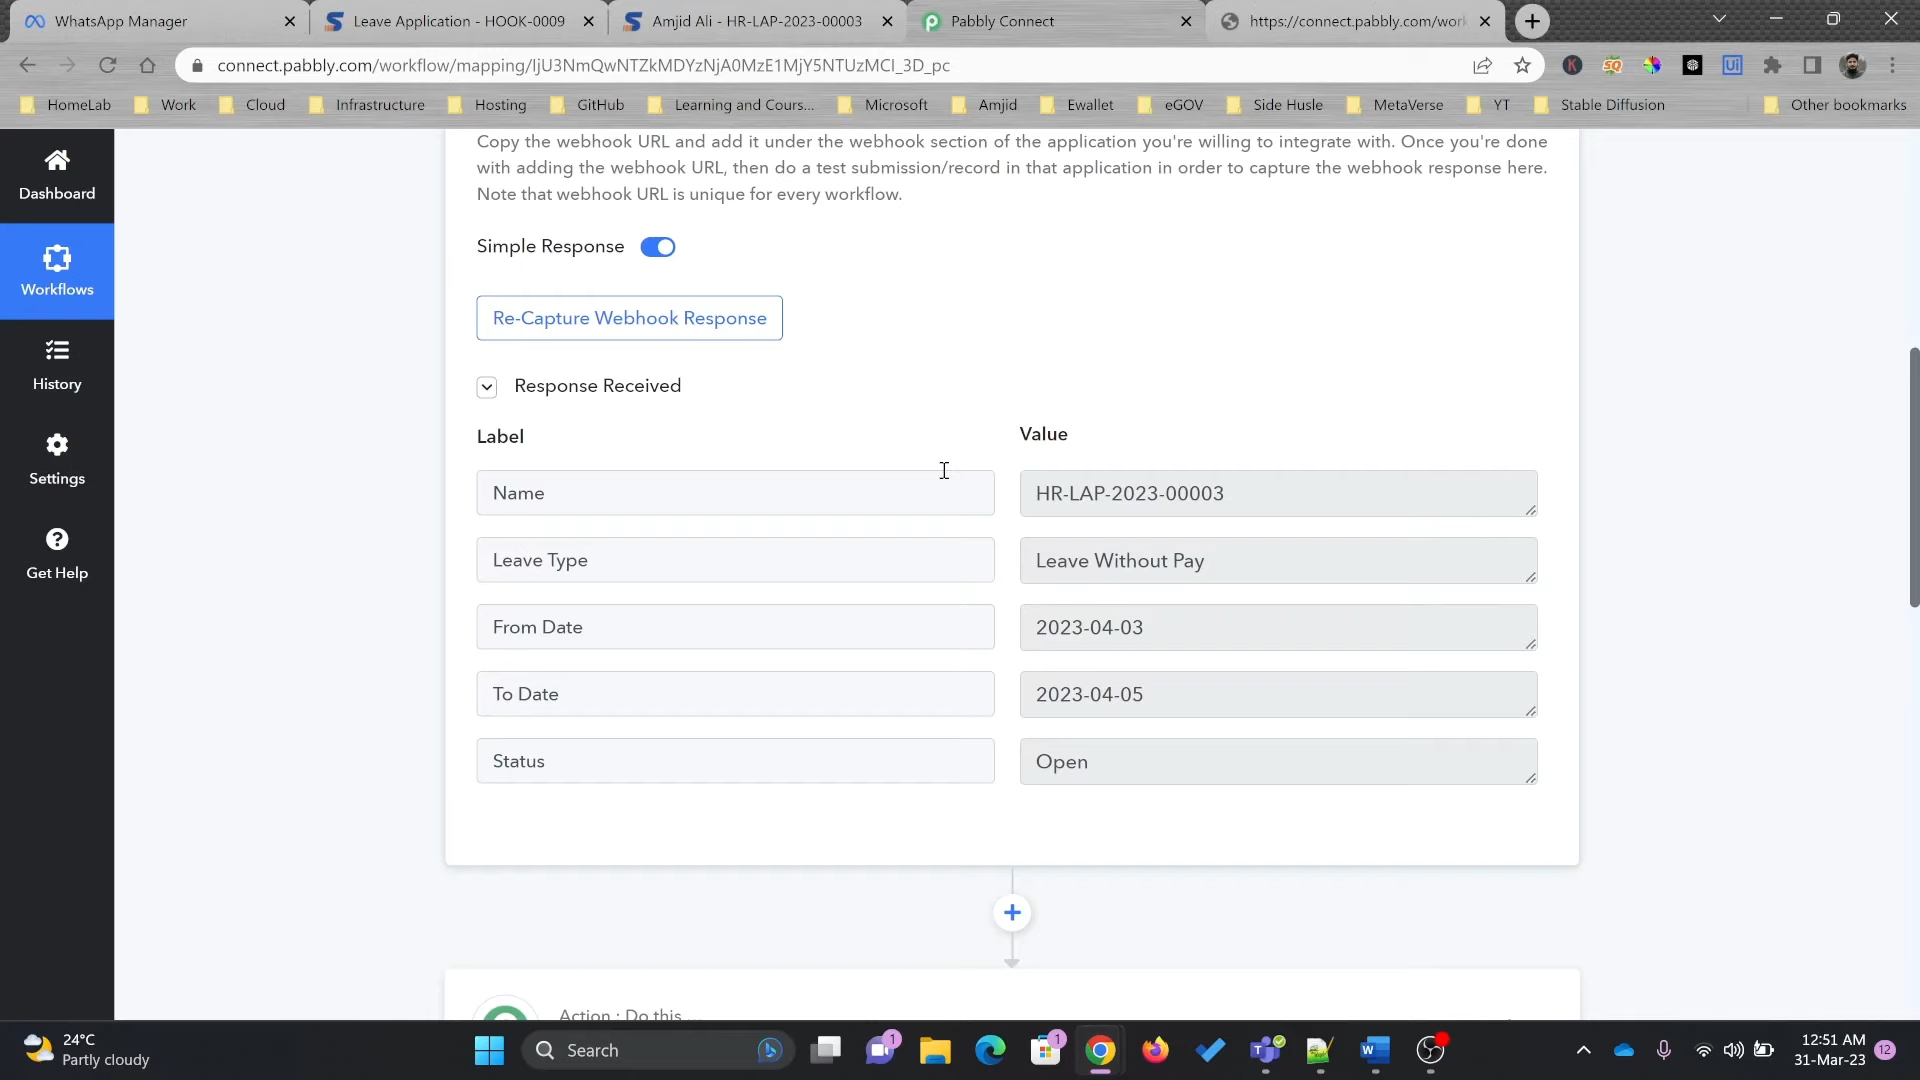 WhatsApp Manager
Leave Application - HOOK-0009
Amjid Ali - HR-LAP-2023-00003
Pabbly Connect
https://connect.pabbly.com/work
connect.pabbly.com/workflow/mapping/IjU3NmQwNTZkMDYzNjA0MzE1MjY5NTUzMCI_3D_pc
HomeLab
Work
Cloud
Infrastructure
Hosting
GitHub
Learning and Cours...
Microsoft
Amjid
Ewallet
eGOV
Side Husle
MetaVerse
YT
Stable Diffusion
Other bookmarks
Dashboard
Workflows
History
Settings
Get Help
Copy the webhook URL and add it under the webhook section of the application you're willing to integrate with. Once you're done
with adding the webhook URL, then do a test submission/record in that application in order to capture the webhook response here.
Note that webhook URL is unique for every workflow.
Simple Response
Re-Capture Webhook Response
Response Received
Label
Value
Name
HR-LAP-2023-00003
Leave Type
Leave Without Pay
From Date
2023-04-03
To Date
2023-04-05
Status
Open
Action : Do this ...
24°C
Partly cloudy
Search
1
1
12:51 AM
31-Mar-23
12